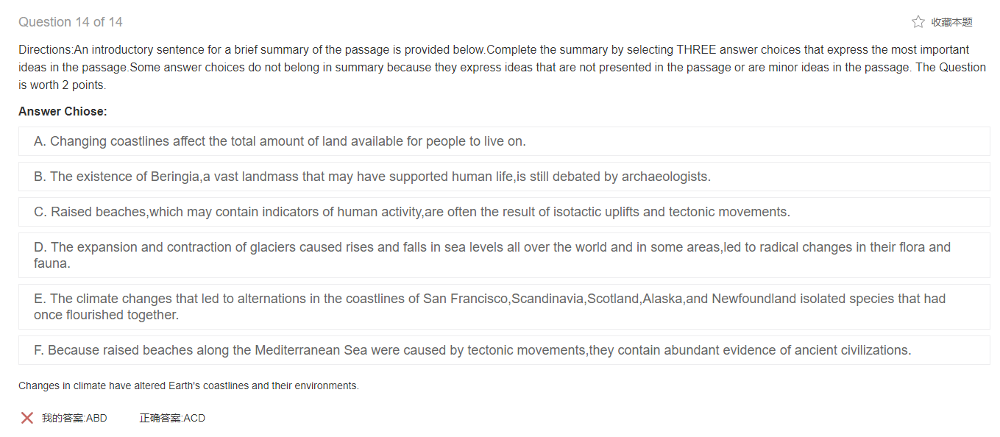 Question 14 of 14
收藏本题
Directions:An introductory sentence for a brief summary of the passage is provided below.Complete the summary by selecting THREE answer choices that express the most important
ideas in the passage.Some answer choices do not belong in summary because they express ideas that are not presented in the passage or are minor ideas in the passage. The Question
is worth 2 points.
Answer Chiose:
A. Changing coastlines affect the total amount of land available for people to live on.
B. The existence of Beringia,a vast landmass that may have supported human life,is still debated by archaeologists.
C. Raised beaches,which may contain indicators of human activity,are often the result of isotactic uplifts and tectonic movements.
D. The expansion and contraction of glaciers caused rises and falls in sea levels all over the world and in some areas,led to radical changes in their flora and
fauna.
E. The climate changes that led to alternations in the coastlines of San Francisco,Scandinavia,Scotland,Alaska,and Newfoundland isolated species that had
once flourished together.
F. Because raised beaches along the Mediterranean Sea were caused by tectonic movements,they contain abundant evidence of ancient civilizations.
Changes in climate have altered Earth's coastlines and their environments.
我的答案:ABD 正确答案:ACD